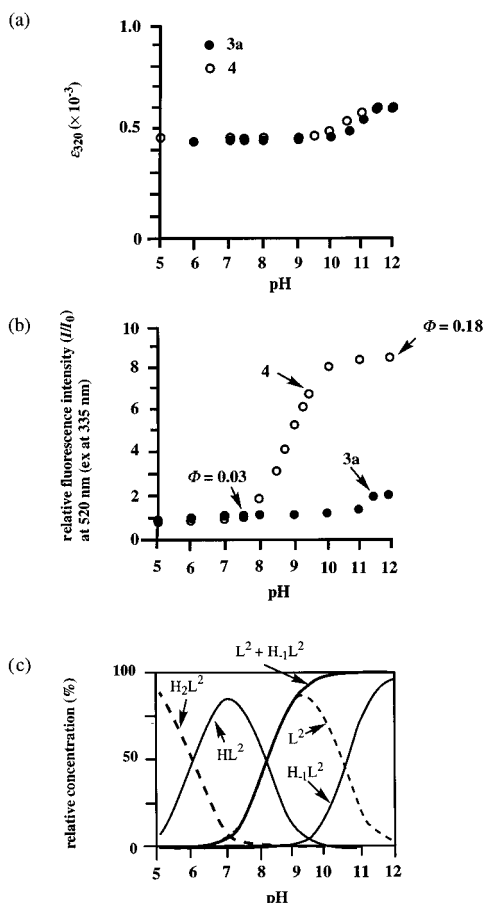 (a)
1.0
0.5
0
ε320 (× 10-3)
3a
4
5 6 7 8 9 10 11 12
pH
(b)
10
8
6
4
2
0
relative fluorescence intensity (I/I0)
at 520 nm (ex at 335 nm)
Φ = 0.18
4
3a
Φ = 0.03
5 6 7 8 9 10 11 12
pH
(c)
L2 + H-1L2
100
50
0
relative concentration (%)
H2L2
HL2
L2
H-1L2
5 6 7 8 9 10 11 12
pH